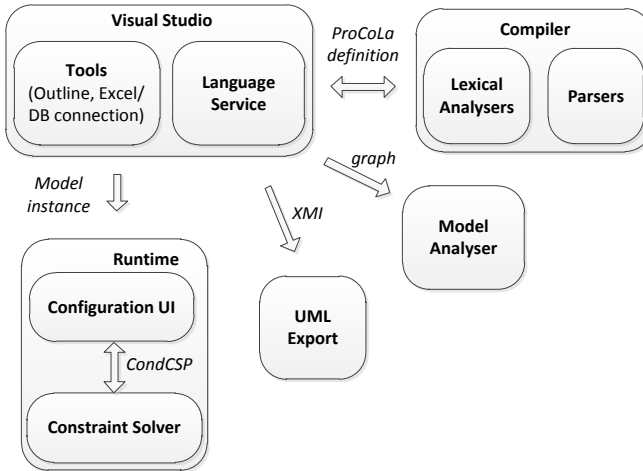 Visual Studio
Tools
(Outline, Excel/
DB connection)
Language
Service
ProCoLa
definition
Compiler
Lexical
Analysers
Parsers
Model
instance
XMI
graph
Model
Analyser
Runtime
Configuration UI
CondCSP
Constraint Solver
UML
Export